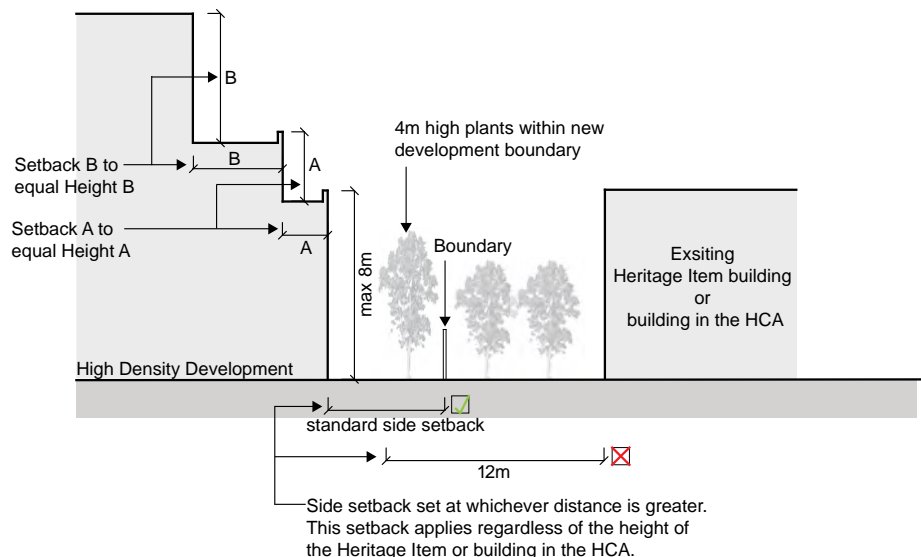 B
B
A
A
Setback B to
equal Height B
Setback A to
equal Height A
4m high plants within new
development boundary
Boundary
max 8m
Exsiting
Heritage Item building
or
building in the HCA
High Density Development
standard side setback
12m
Side setback set at whichever distance is greater.
This setback applies regardless of the height of
the Heritage Item or building in the HCA.